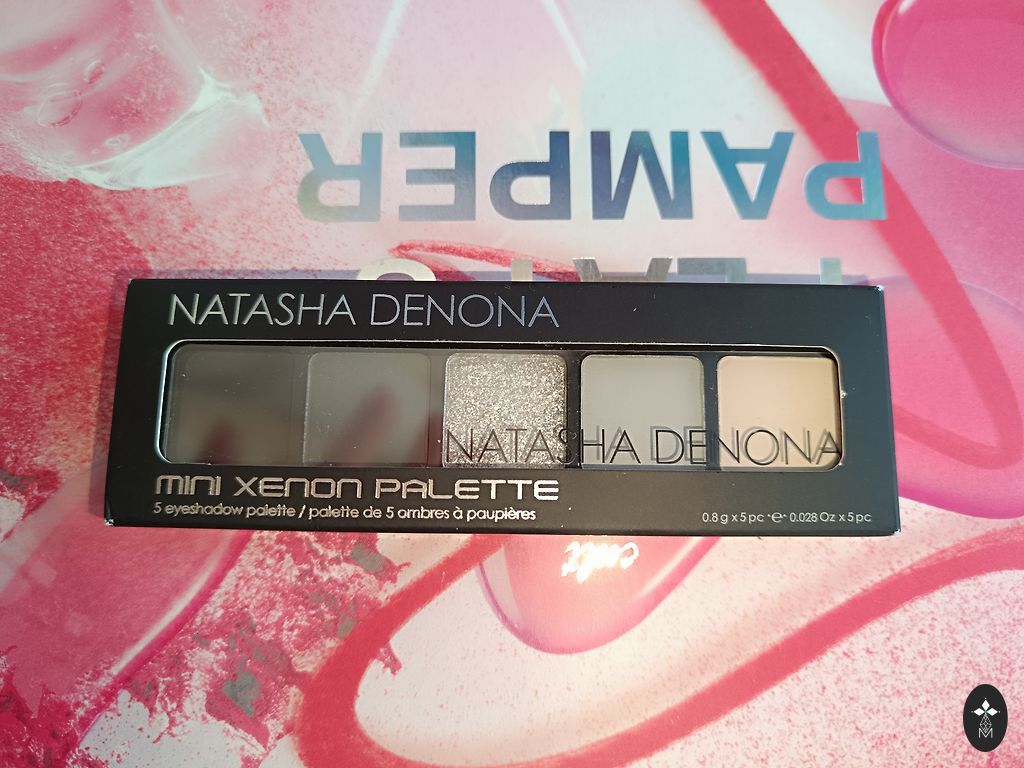 PAMPER
NATASHA DENONA
NATASHA DENONA
MINI XENON PALETTE
5 eyeshadow palette / palette de 5 ombres à paupières
0.8 g x 5 pc "℮" 0.028 Oz x 5 pc
cult